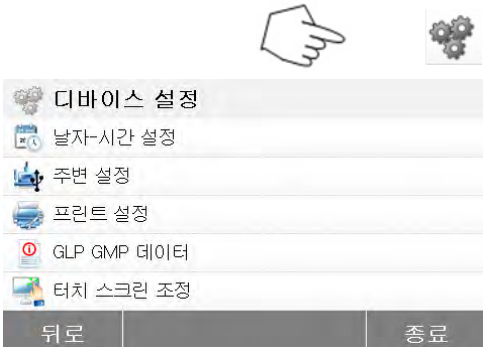 디바이스 설정
날자-시간 설정
주변 설정
프린트 설정
GLP GMP 데이터
터치 스크린 조정
뒤로 종료